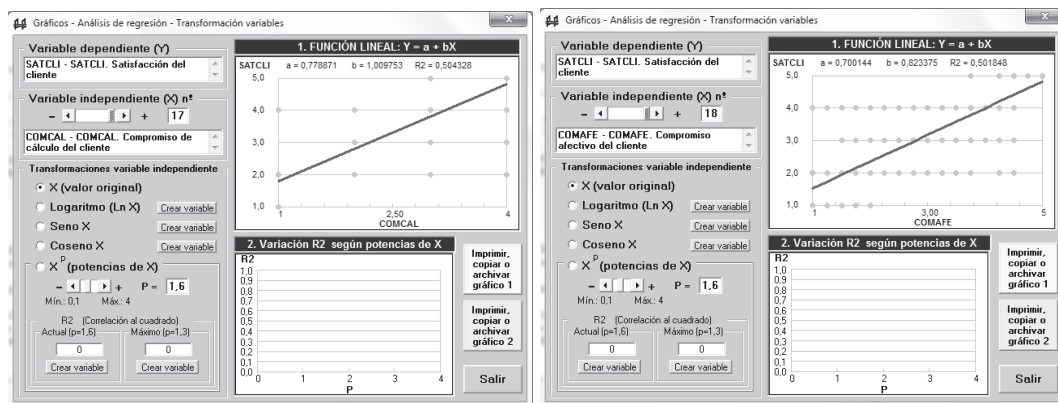 Gráficos - Análisis de regresión - Transformación variables
Variable dependiente (Y)
SATCLI - SATCLI. Satisfacción del
cliente
Variable independiente (X) nº
- + 17
COMCAL - COMCAL. Compromiso de
cálculo del cliente
Transformaciones variable independiente
X (valor original)
Logaritmo (Ln X) Crear variable
Seno X Crear variable
Coseno X Crear variable
X P (potencias de X)
- + P = 1,6
Mín.: 0,1 Máx.: 4
R2 (Correlación al cuadrado)
Actual (p=1,6) Máximo (p=1,3)
0 0
Crear variable Crear variable
1. FUNCIÓN LINEAL: Y = a + bX
SATCLI a = 0,778871 b = 1,009753 R2 = 0,504328
5,0
4,0
3,0
2,0
1,0
1 2,50 4
COMCAL
2. Variación R2 según potencias de X
R2
1,0
0,9
0,8
0,7
0,6
0,5
0,4
0,3
0,2
0,1
0,0
0 1 2 3 4
P
Imprimir,
copiar o
archivar
gráfico 1
Imprimir,
copiar o
archivar
gráfico 2
Salir
Gráficos - Análisis de regresión - Transformación variables
Variable dependiente (Y)
SATCLI - SATCLI. Satisfacción del
cliente
Variable independiente (X) nº
- + 18
COMAFE - COMAFE. Compromiso
afectivo del cliente
Transformaciones variable independiente
X (valor original)
Logaritmo (Ln X) Crear variable
Seno X Crear variable
Coseno X Crear variable
X P (potencias de X)
- + P = 1,6
Mín.: 0,1 Máx.: 4
R2 (Correlación al cuadrado)
Actual (p=1,6) Máximo (p=1,3)
0 0
Crear variable Crear variable
1. FUNCIÓN LINEAL: Y = a + bX
SATCLI a = 0,700144 b = 0,823375 R2 = 0,501848
5,0
4,0
3,0
2,0
1,0
1 3,00 5
COMAFE
2. Variación R2 según potencias de X
R2
1,0
0,9
0,8
0,7
0,6
0,5
0,4
0,3
0,2
0,1
0,0
0 1 2 3 4
P
Imprimir,
copiar o
archivar
gráfico 1
Imprimir,
copiar o
archivar
gráfico 2
Salir